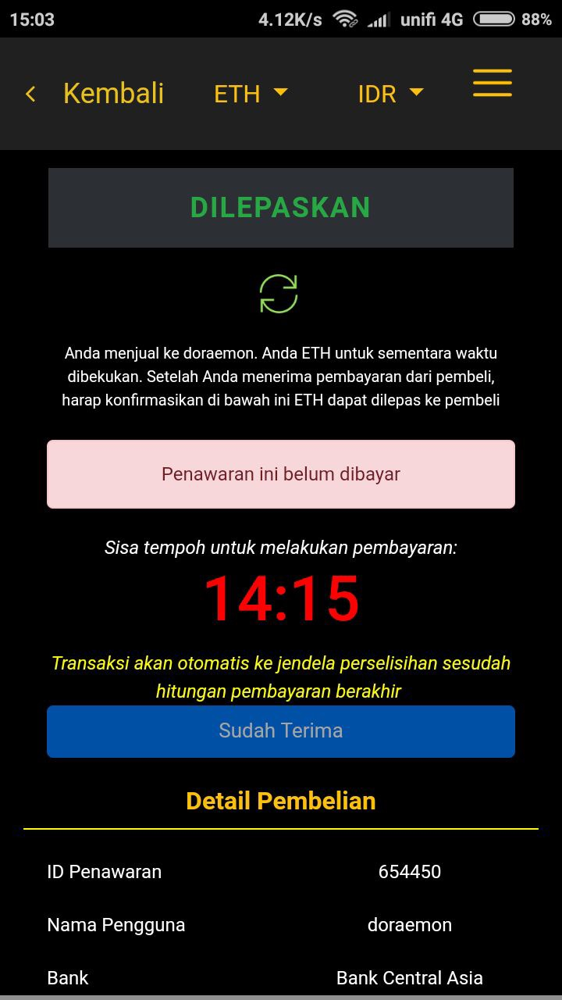 15:03 4.12K/s unifi 4G 88%
Kembali ETH IDR
DILEPASKAN
Anda menjual ke doraemon. Anda ETH untuk sementara waktu
dibekukan. Setelah Anda menerima pembayaran dari pembeli,
harap konfirmasikan di bawah ini ETH dapat dilepas ke pembeli
Penawaran ini belum dibayar
Sisa tempoh untuk melakukan pembayaran:
14:15
Transaksi akan otomatis ke jendela perselisihan sesudah
hitungan pembayaran berakhir
Sudah Terima
Detail Pembelian
ID Penawaran 654450
Nama Pengguna doraemon
Bank Bank Central Asia